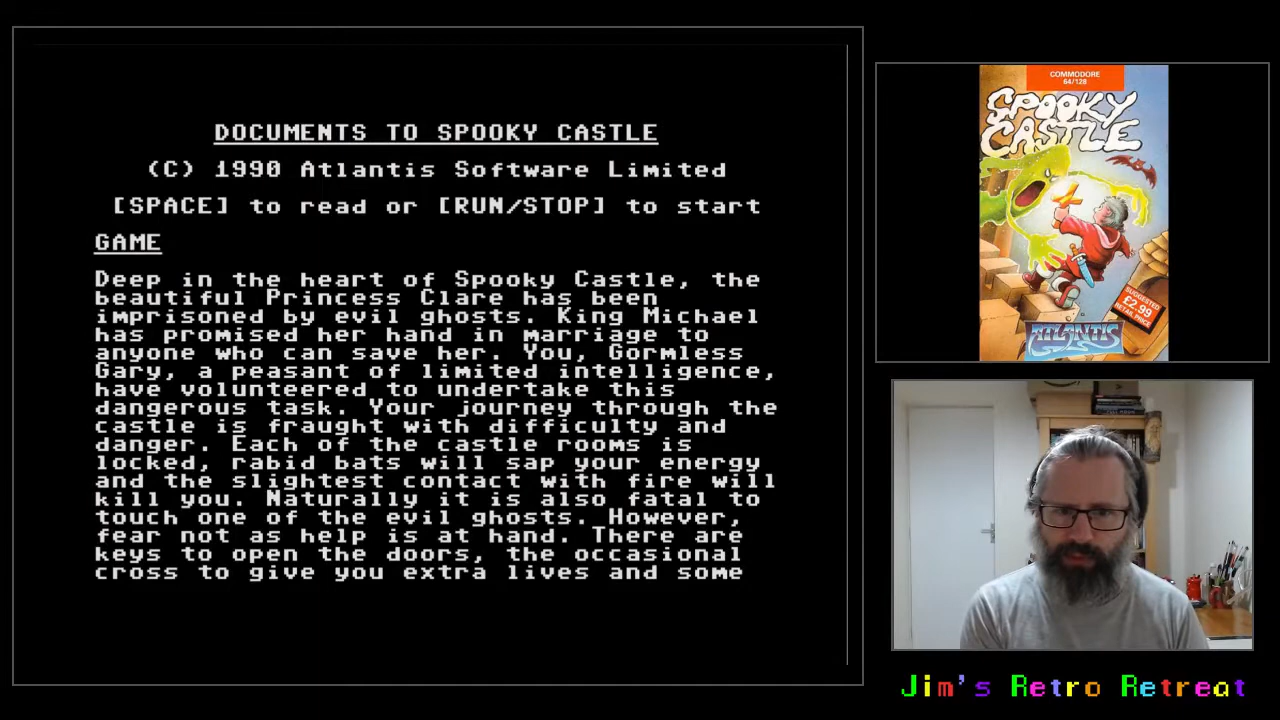 DOCUMENTS TO SPOOKY CASTLE
(C) 1990 Atlantis Software Limited
[SPACE] to read or [RUN/STOP] to start
GAME
Deep in the heart of Spooky Castle, the
beautiful Princess Clare has been
imprisoned by evil ghosts. King Michael
has promised her hand in marriage to
anyone who can save her. You, Gormless
Gary, a peasant of limited intelligence,
have volunteered to undertake this
dangerous task. Your journey through the
castle is fraught with difficulty and
danger. Each of the castle rooms is
locked, rabid bats will sap your energy
and the slightest contact with fire will
kill you. Naturally it is also fatal to
touch one of the evil ghosts. However,
fear not as help is at hand. There are
keys to open the doors, the occasional
cross to give you extra lives and some
COMMODORE
64/128
SPOOKY
CASTLE
SUGGESTED
£2.99
RETAIL PRICE
ATLANTIS
Jim's Retro Retreat